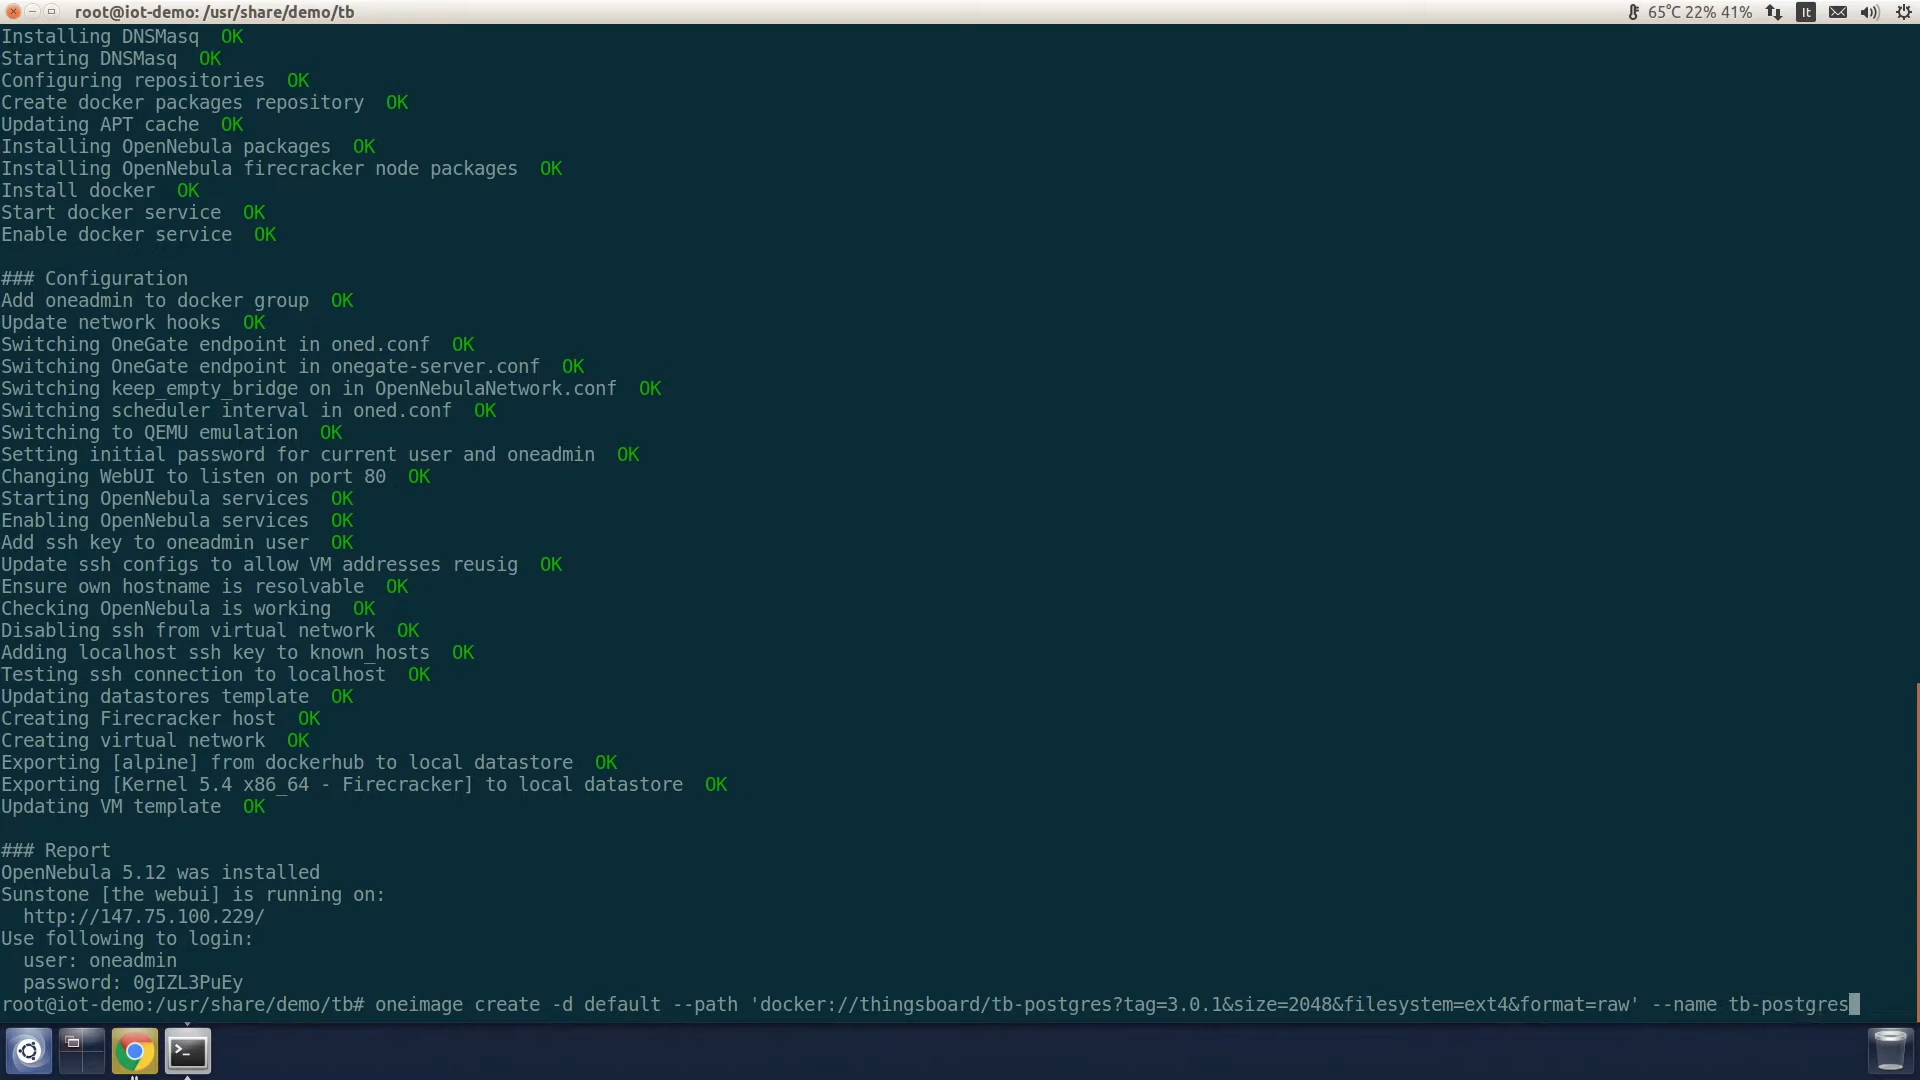 root@iot-demo: /usr/share/demo/tb
65°C 22% 41%
It
Installing DNSMasq  OK
Starting DNSMasq  OK
Configuring repositories  OK
Create docker packages repository  OK
Updating APT cache  OK
Installing OpenNebula packages  OK
Installing OpenNebula firecracker node packages  OK
Install docker  OK
Start docker service  OK
Enable docker service  OK
### Configuration
Add oneadmin to docker group  OK
Update network hooks  OK
Switching OneGate endpoint in oned.conf  OK
Switching OneGate endpoint in onegate-server.conf  OK
Switching keep_empty_bridge on in OpenNebulaNetwork.conf  OK
Switching scheduler interval in oned.conf  OK
Switching to QEMU emulation  OK
Setting initial password for current user and oneadmin  OK
Changing WebUI to listen on port 80  OK
Starting OpenNebula services  OK
Enabling OpenNebula services  OK
Add ssh key to oneadmin user  OK
Update ssh configs to allow VM addresses reusig  OK
Ensure own hostname is resolvable  OK
Checking OpenNebula is working  OK
Disabling ssh from virtual network  OK
Adding localhost ssh key to known_hosts  OK
Testing ssh connection to localhost  OK
Updating datastores template  OK
Creating Firecracker host  OK
Creating virtual network  OK
Exporting [alpine] from dockerhub to local datastore  OK
Exporting [Kernel 5.4 x86_64 - Firecracker] to local datastore  OK
Updating VM template  OK
### Report
OpenNebula 5.12 was installed
Sunstone [the webui] is running on:
  http://147.75.100.229/
Use following to login:
  user: oneadmin
  password: 0gIZL3PuEy
root@iot-demo:/usr/share/demo/tb# oneimage create -d default --path 'docker://thingsboard/tb-postgres?tag=3.0.1&size=2048&filesystem=ext4&format=raw' --name tb-postgres